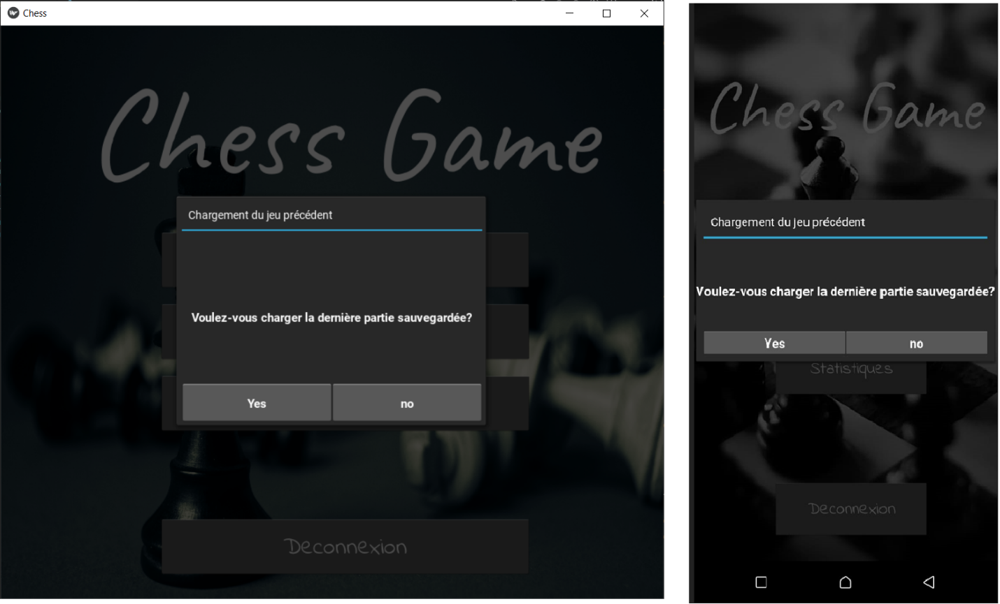 Chess
Chess Game
Chargement du jeu précédent
Voulez-vous charger la dernière partie sauvegardée?
Yes
no
Deconnexion
Chess Game
Chargement du jeu précédent
Voulez-vous charger la dernière partie sauvegardée?
Yes
no
Statistiques
Deconnexion